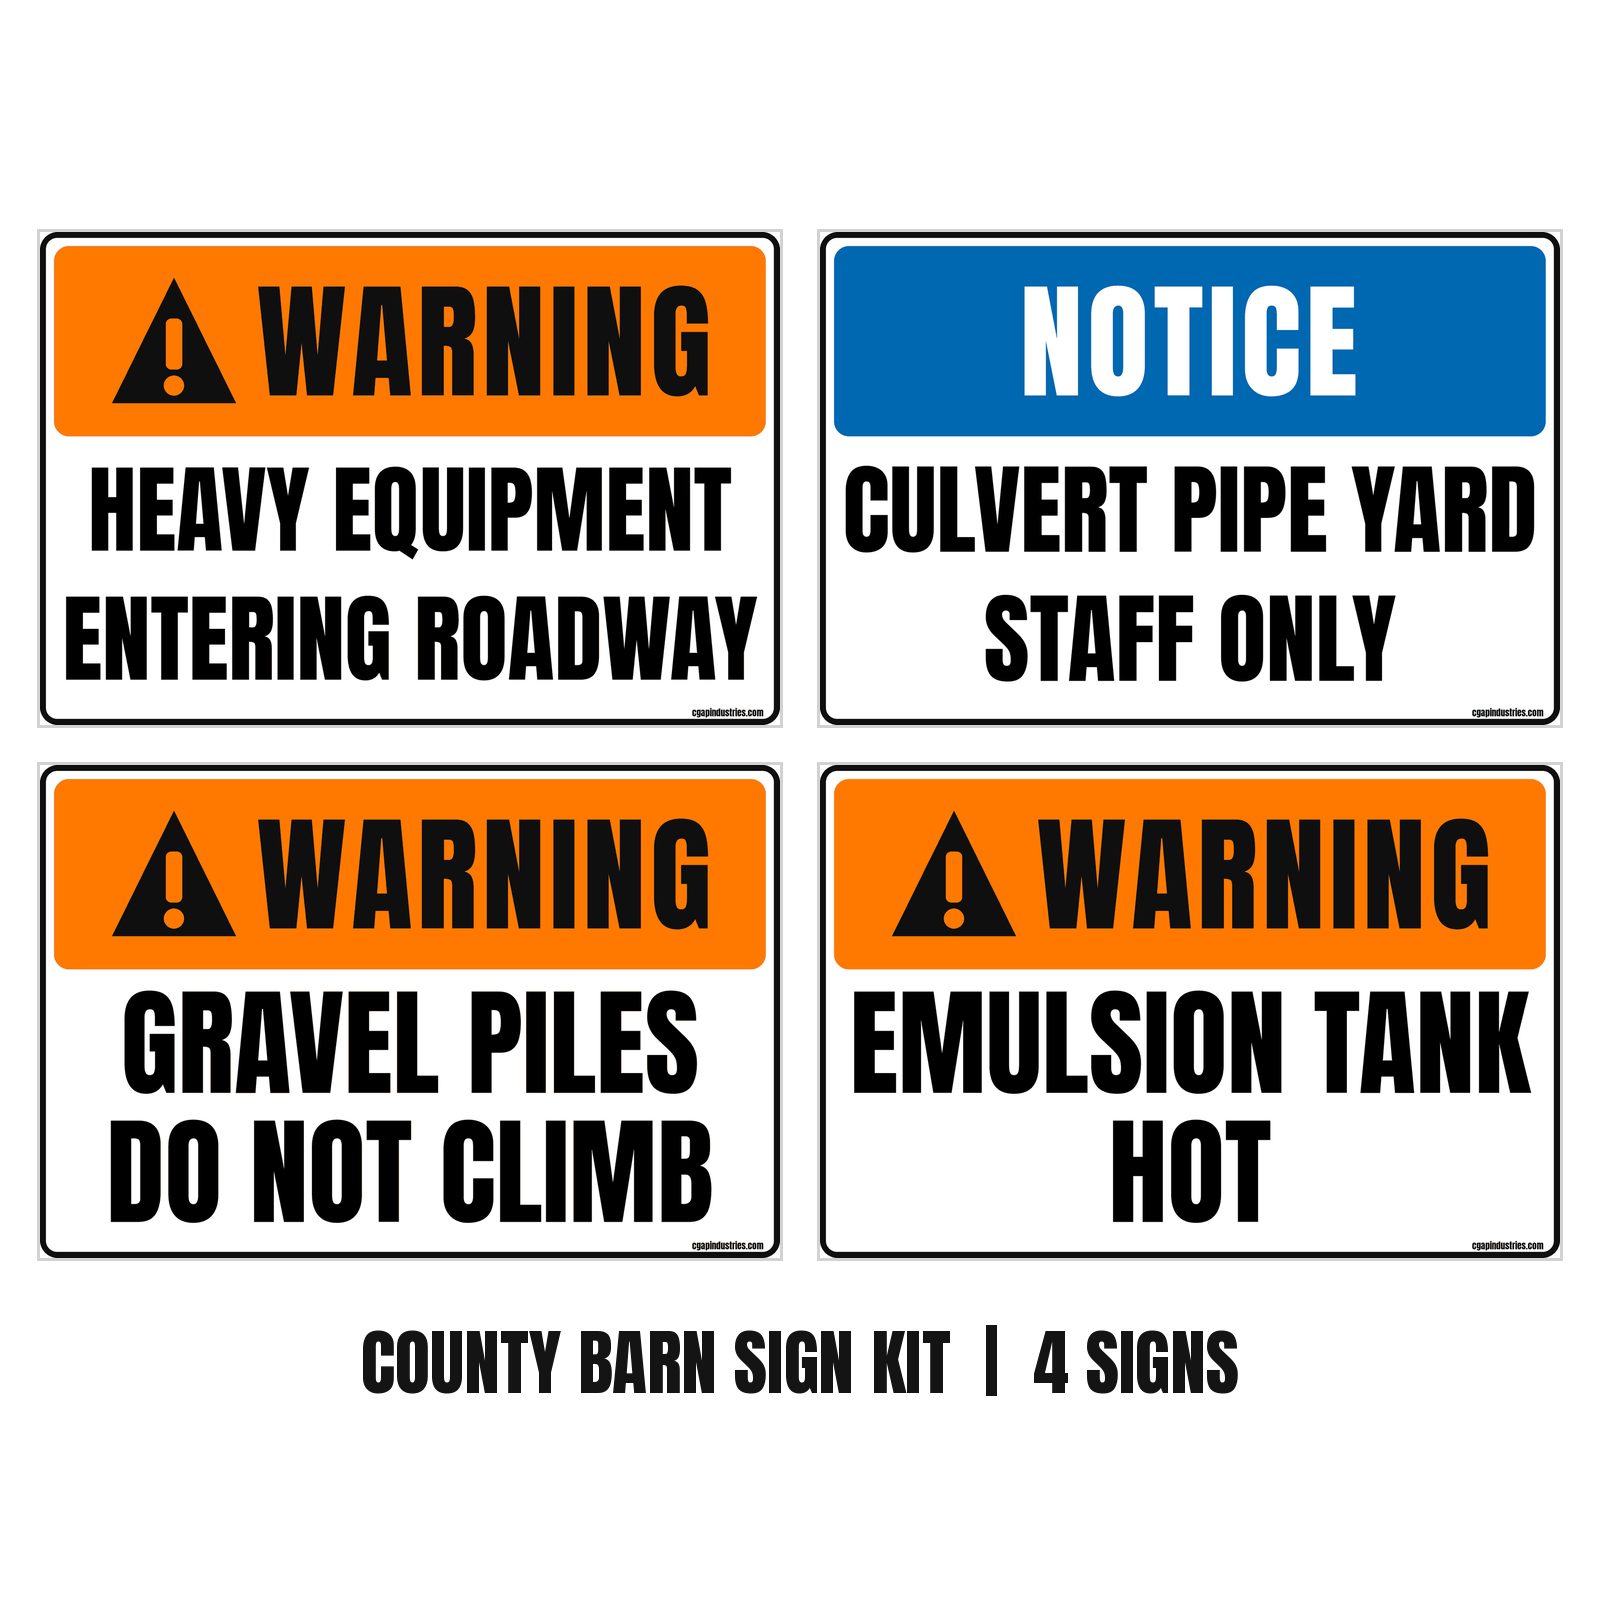 WARNING
HEAVY EQUIPMENT
ENTERING ROADWAY
cgapindustries.com
NOTICE
CULVERT PIPE YARD
STAFF ONLY
cgapindustries.com
WARNING
GRAVEL PILES
DO NOT CLIMB
cgapindustries.com
WARNING
EMULSION TANK
HOT
cgapindustries.com
COUNTY BARN SIGN KIT | 4 SIGNS